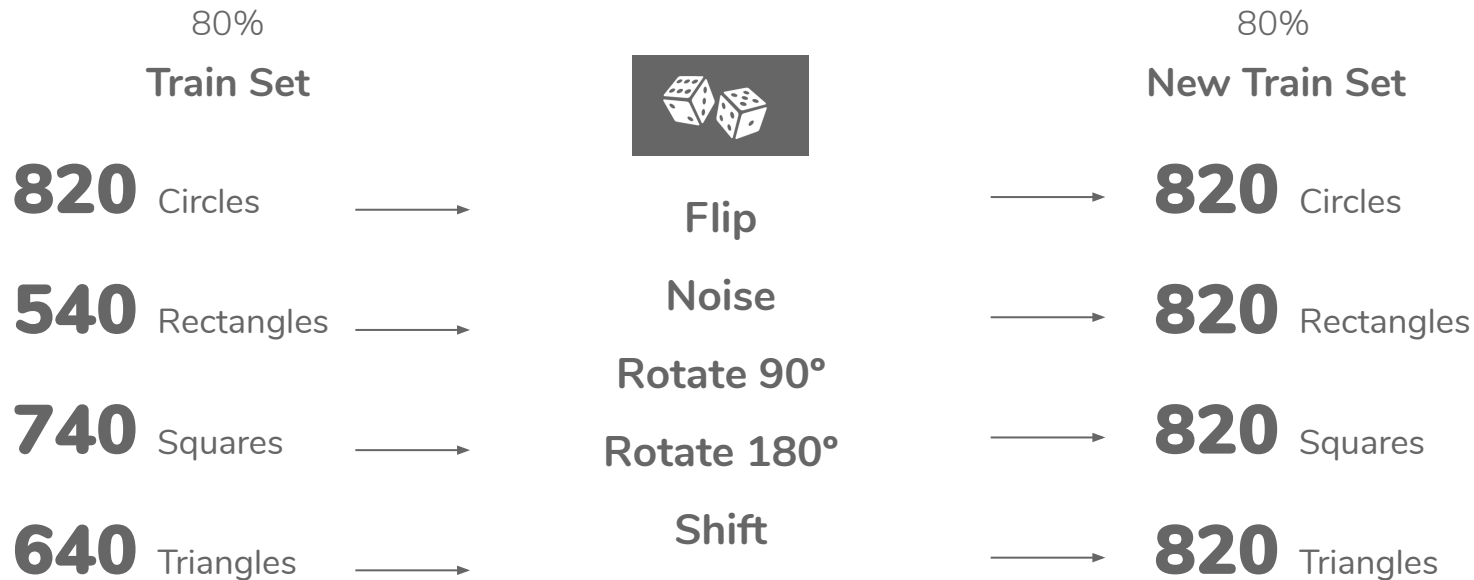 80%
Train Set
820 Circles
540 Rectangles
740 Squares
640 Triangles
Flip
Noise
Rotate 90º
Rotate 180º
Shift
80%
New Train Set
820 Circles
820 Rectangles
820 Squares
820 Triangles